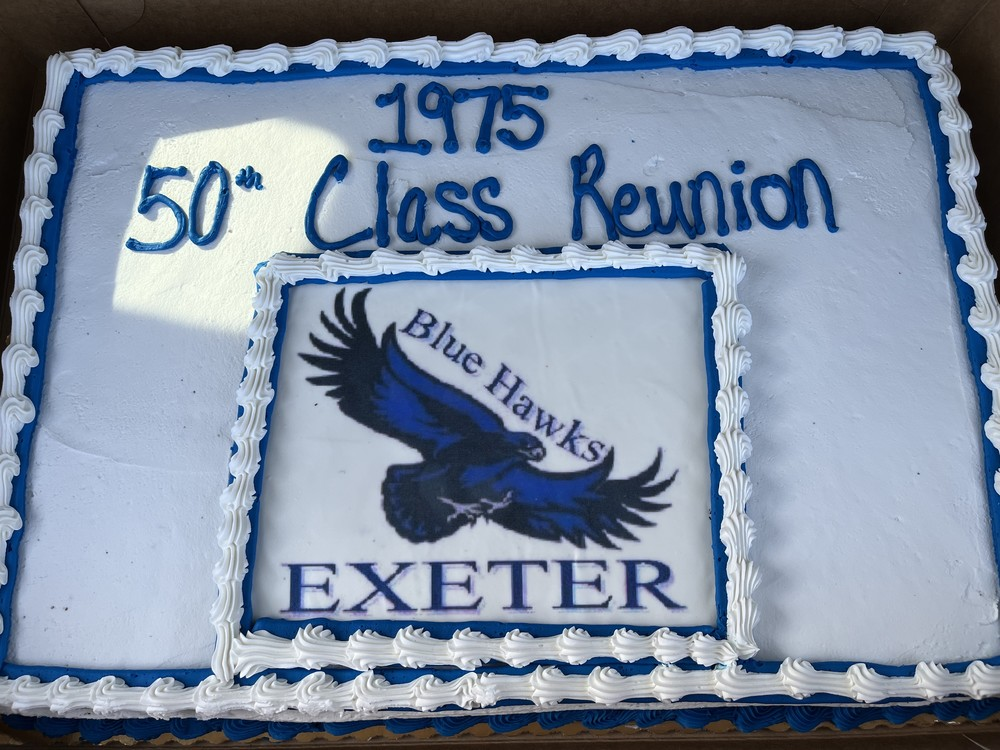 1975
50th Class Reunion
Blue Hawks
EXETER